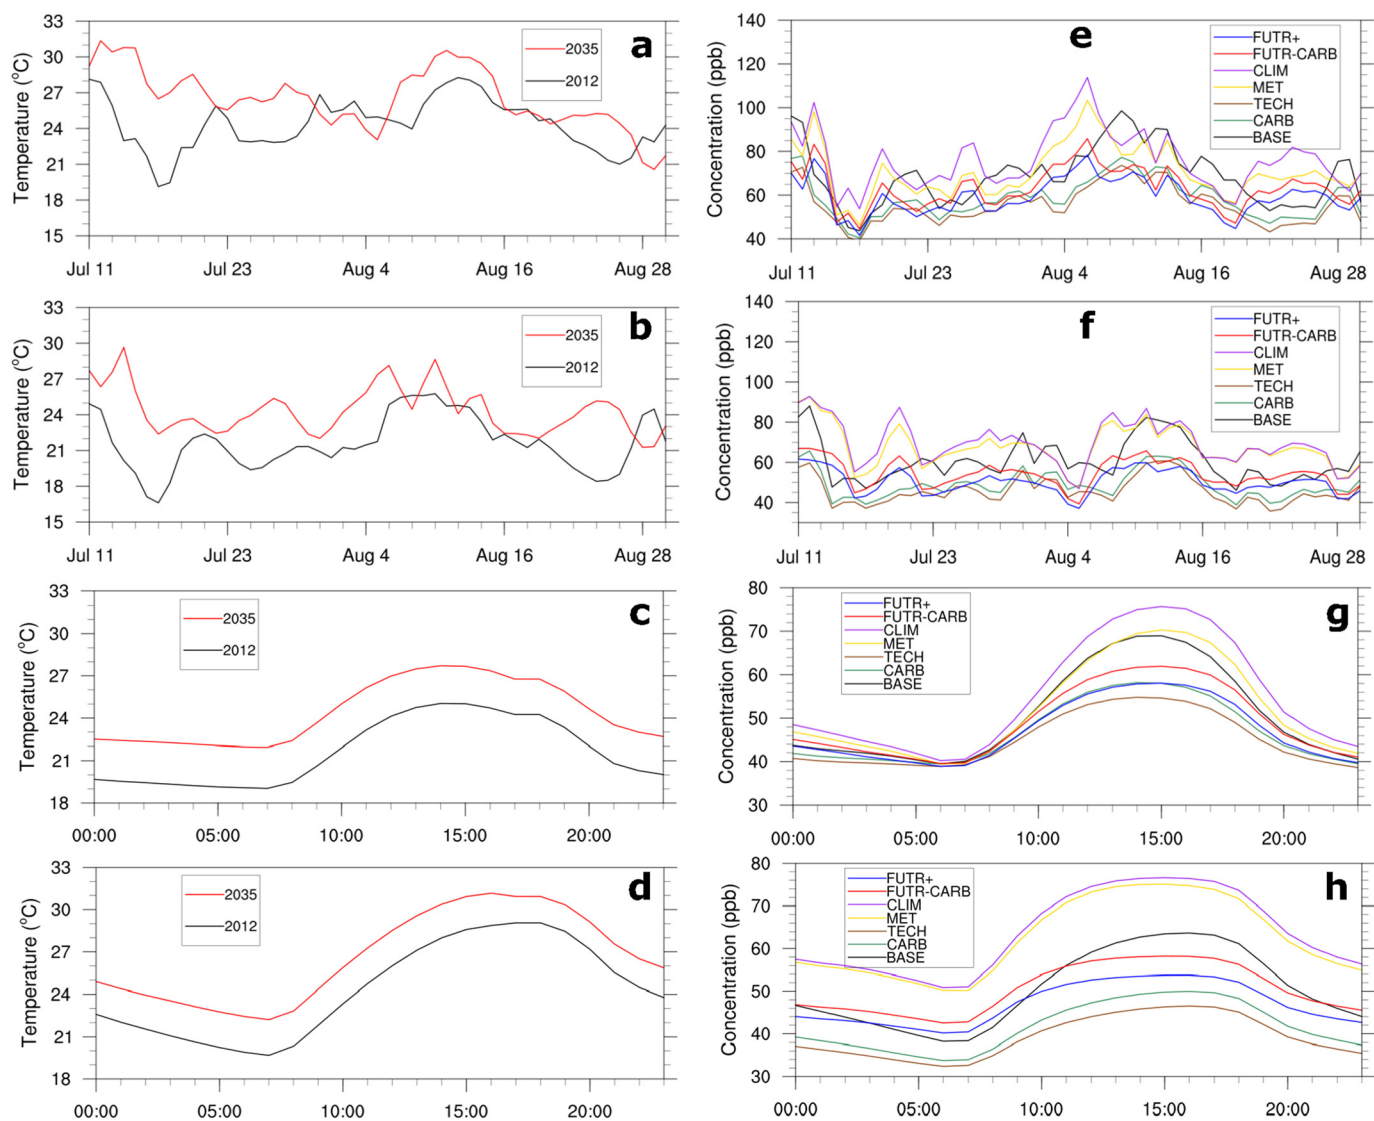 33
30
27
24
21
18
15
Temperature (°C)
2035
2012
a
Jul 11
Jul 23
Aug 4
Aug 16
Aug 28
140
120
100
80
60
40
Concentration (ppb)
e
FUTR+
FUTR-CARB
CLIM
MET
TECH
CARB
BASE
Jul 11
Jul 23
Aug 4
Aug 16
Aug 28
33
30
27
24
21
18
15
Temperature (°C)
2035
2012
b
Jul 11
Jul 23
Aug 4
Aug 16
Aug 28
140
120
100
80
60
40
Concentration (ppb)
f
FUTR+
FUTR-CARB
CLIM
MET
TECH
CARB
BASE
Jul 11
Jul 23
Aug 4
Aug 16
Aug 28
33
30
27
24
21
18
Temperature (°C)
2035
2012
c
00:00
05:00
10:00
15:00
20:00
80
70
60
50
40
30
Concentration (ppb)
FUTR+
FUTR-CARB
CLIM
MET
TECH
CARB
BASE
g
00:00
05:00
10:00
15:00
20:00
33
30
27
24
21
18
Temperature (°C)
2035
2012
d
00:00
05:00
10:00
15:00
20:00
80
70
60
50
40
30
Concentration (ppb)
FUTR+
FUTR-CARB
CLIM
MET
TECH
CARB
BASE
h
00:00
05:00
10:00
15:00
20:00